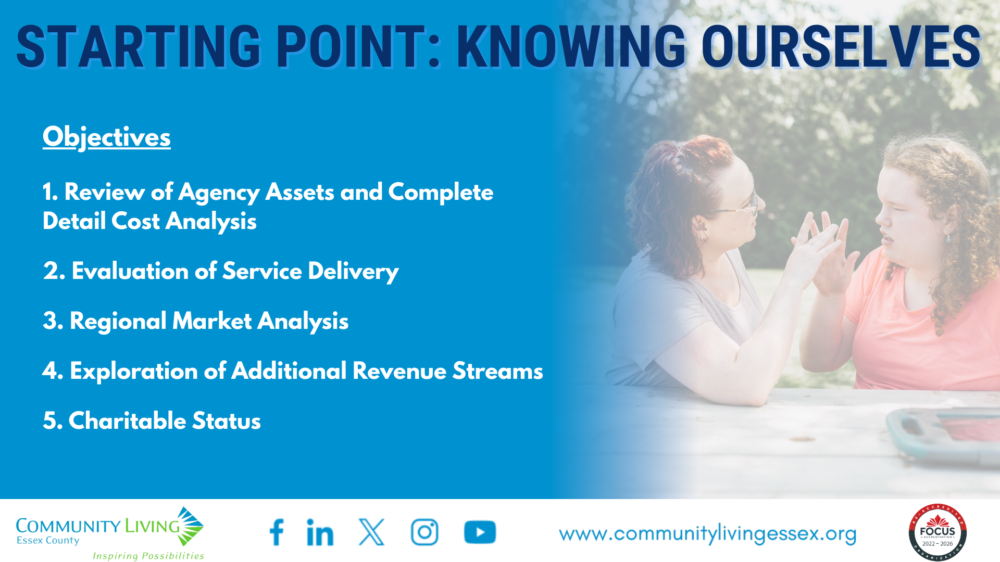 STARTING POINT: KNOWING OURSELVES
Objectives
1. Review of Agency Assets and Complete
Detail Cost Analysis
2. Evaluation of Service Delivery
3. Regional Market Analysis
4. Exploration of Additional Revenue Streams
5. Charitable Status
COMMUNITY LIVING
Essex County
Inspiring Possibilities
f
in
X
www.communitylivingessex.org
RE-ACCREDITED
FOCUS
ACCREDITATION
2022 - 2026
ORGANIZATION